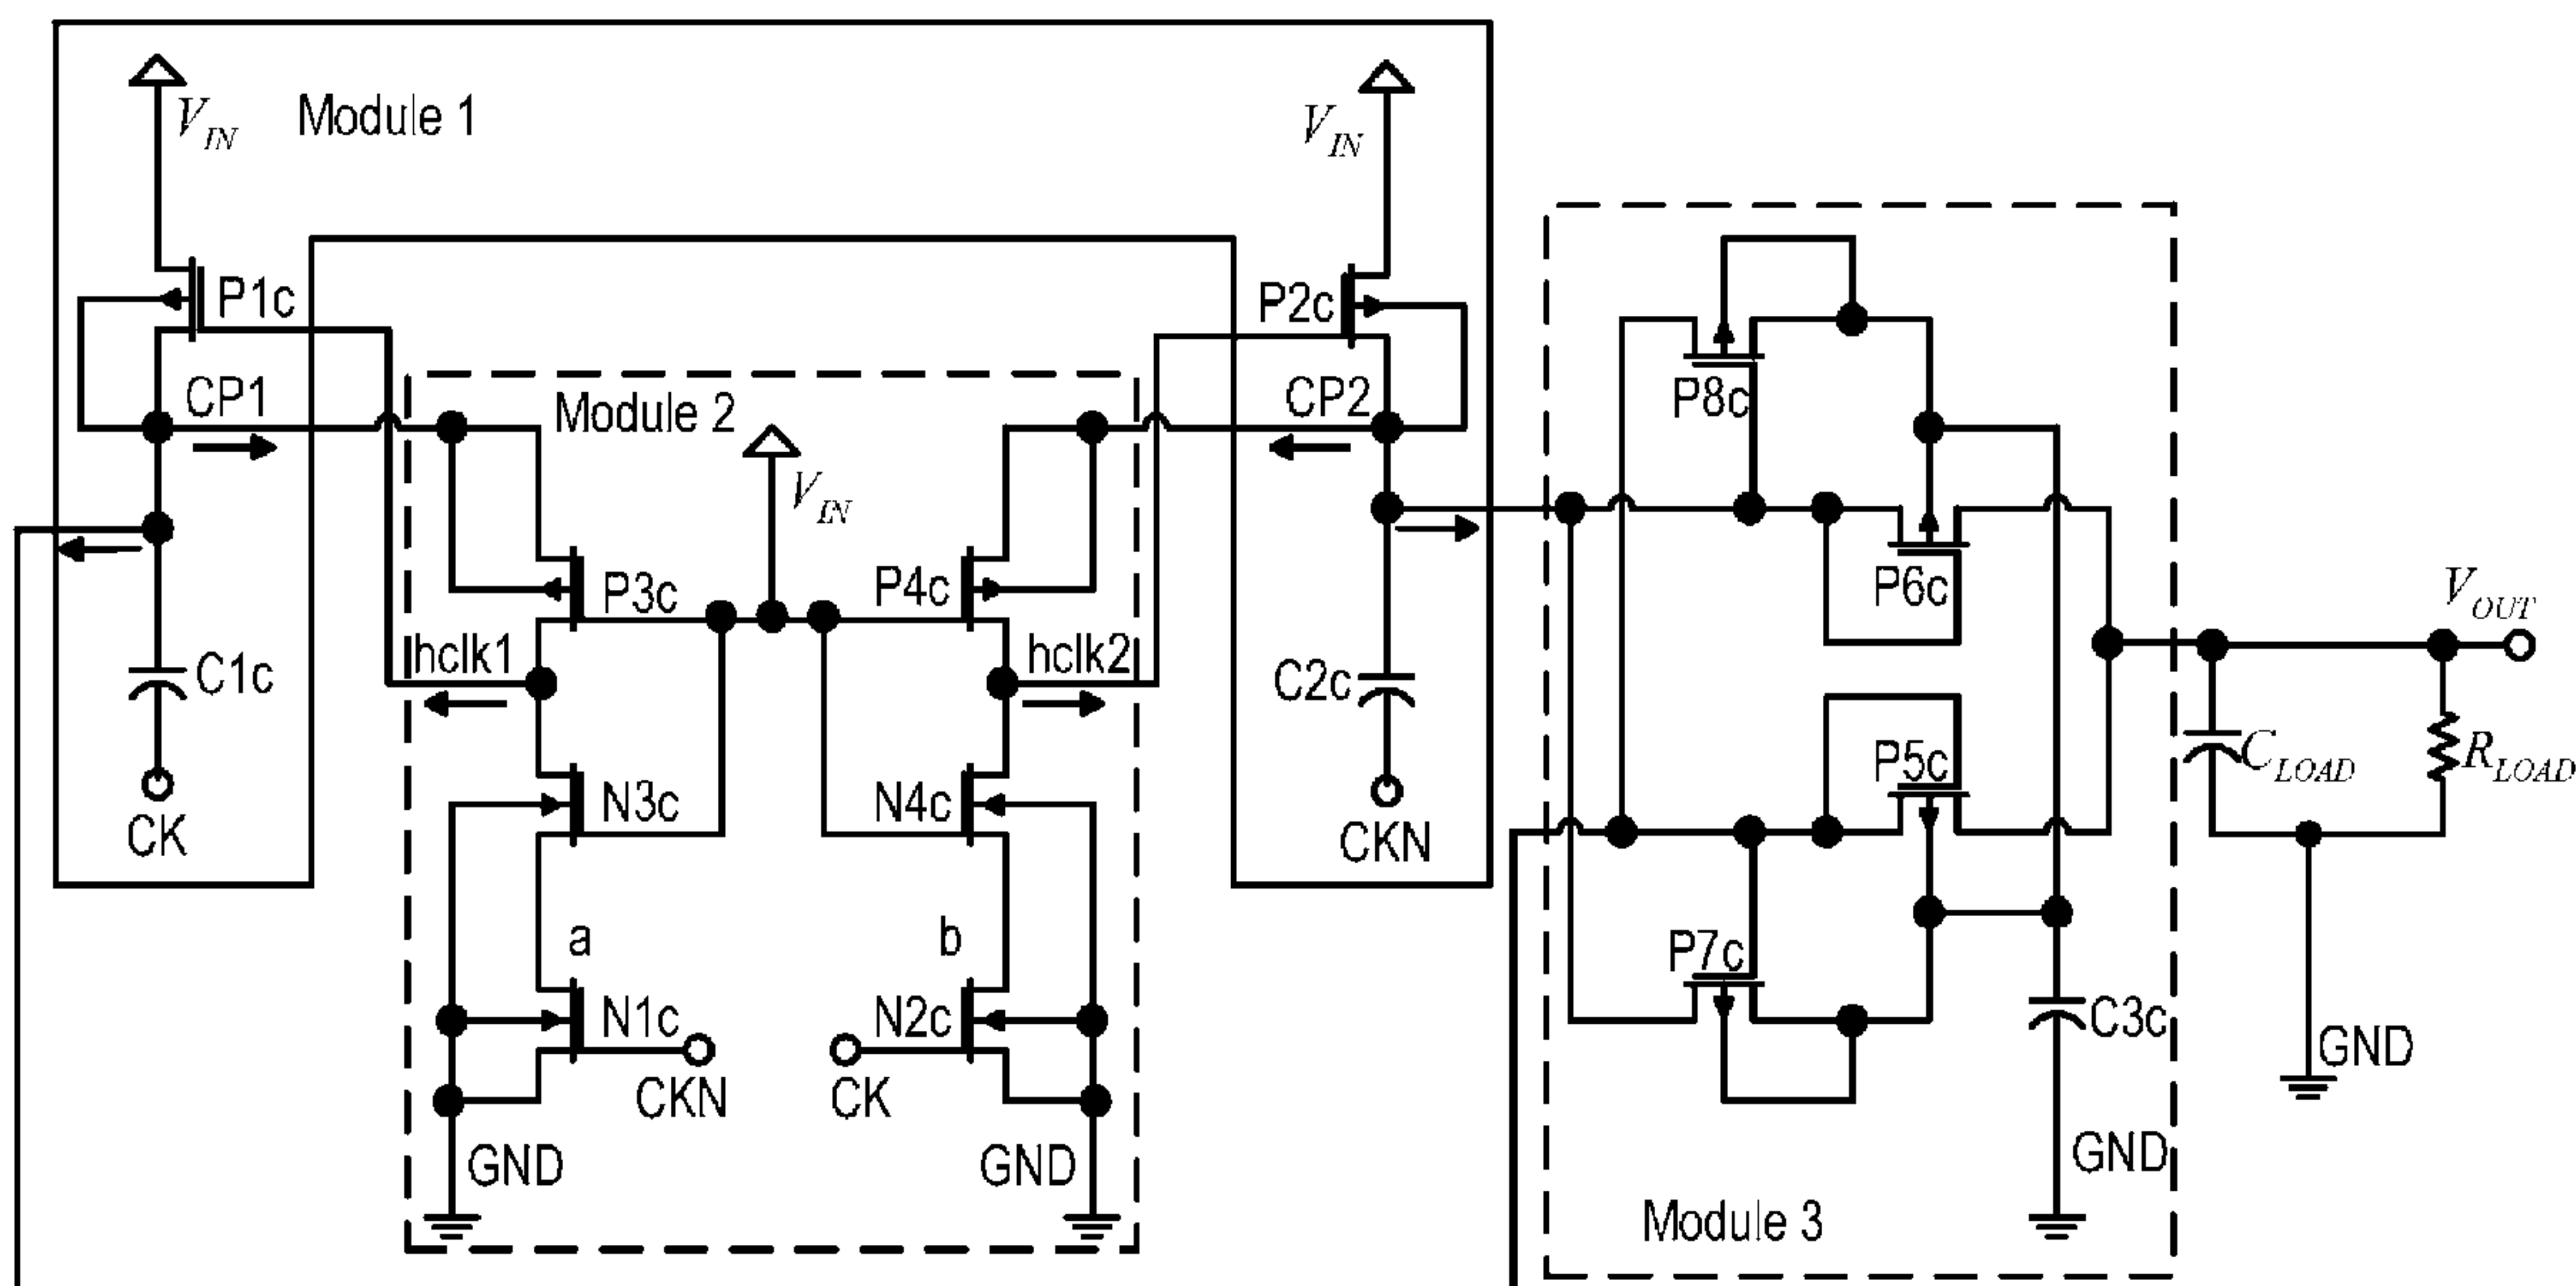 V_IN
Module 1
V_IN
P1c
P2c
CP1
Module 2
CP2
V_IN
P3c
P4c
hclk1
hclk2
C1c
C2c
CK
N3c
N4c
CKN
a
b
N1c
N2c
CKN
CK
GND
GND
P8c
P6c
V_OUT
P5c
C_LOAD
R_LOAD
P7c
C3c
GND
GND
Module 3